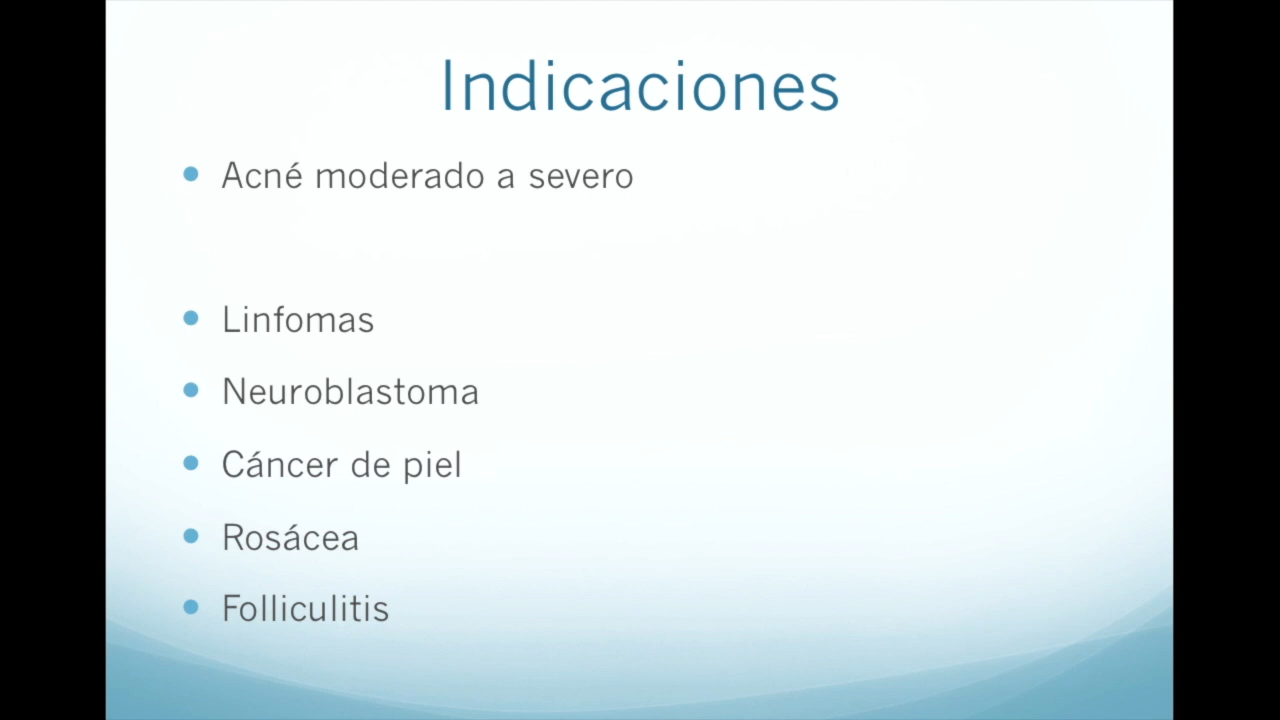 Indicaciones
Acné moderado a severo
Linfomas
Neuroblastoma
Cáncer de piel
Rosácea
Folliculitis